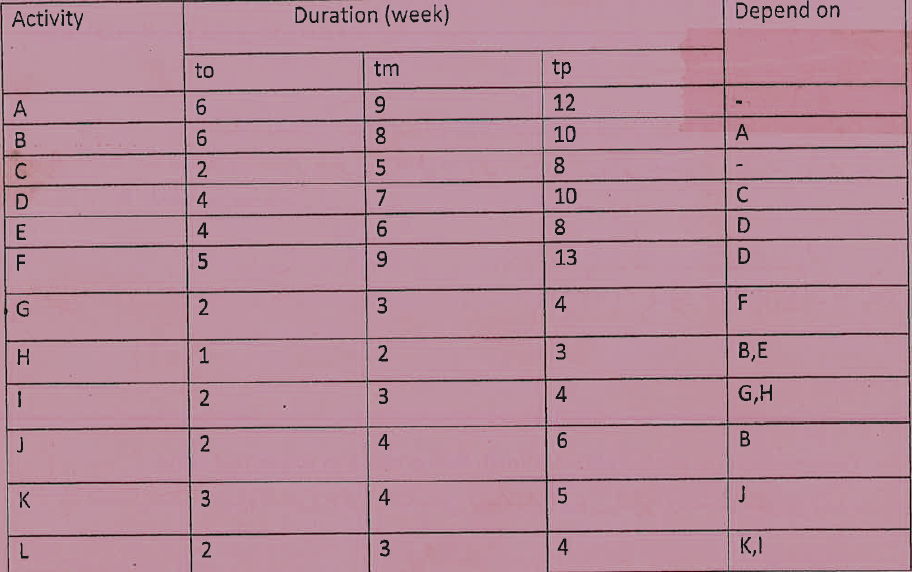 Activity Duration (week) Depend on
to tm tp
A 6 9 12 -
B 6 8 10 A
C 2 5 8 -
D 4 7 10 C
E 4 6 8 D
F 5 9 13 D
G 2 3 4 F
H 1 2 3 B,E
I 2 3 4 G,H
J 2 4 6 B
K 3 4 5 J
L 2 3 4 K,I